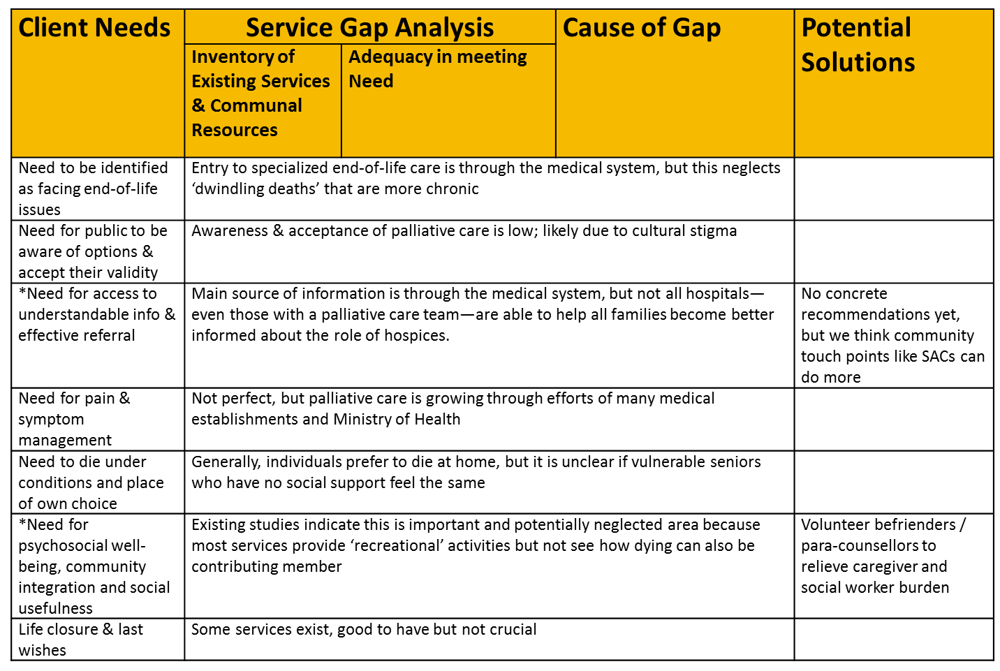 Client Needs
Service Gap Analysis
Cause of Gap
Potential
Solutions
Inventory of
Existing Services
& Communal
Resources
Adequacy in meeting
Need
Need to be identified
as facing end-of-life
issues
Entry to specialized end-of-life care is through the medical system, but this neglects
‘dwindling deaths’ that are more chronic
Need for public to be
aware of options &
accept their validity
Awareness & acceptance of palliative care is low; likely due to cultural stigma
*Need for access to
understandable info &
effective referral
Main source of information is through the medical system, but not all hospitals—
even those with a palliative care team—are able to help all families become better
informed about the role of hospices.
No concrete
recommendations yet,
but we think community
touch points like SACs can
do more
Need for pain &
symptom
management
Not perfect, but palliative care is growing through efforts of many medical
establishments and Ministry of Health
Need to die under
conditions and place
of own choice
Generally, individuals prefer to die at home, but it is unclear if vulnerable seniors
who have no social support feel the same
*Need for
psychosocial well-
being, community
integration and social
usefulness
Existing studies indicate this is important and potentially neglected area because
most services provide ‘recreational’ activities but not see how dying can also be
contributing member
Volunteer befrienders /
para-counsellors to
relieve caregiver and
social worker burden
Life closure & last
wishes
Some services exist, good to have but not crucial